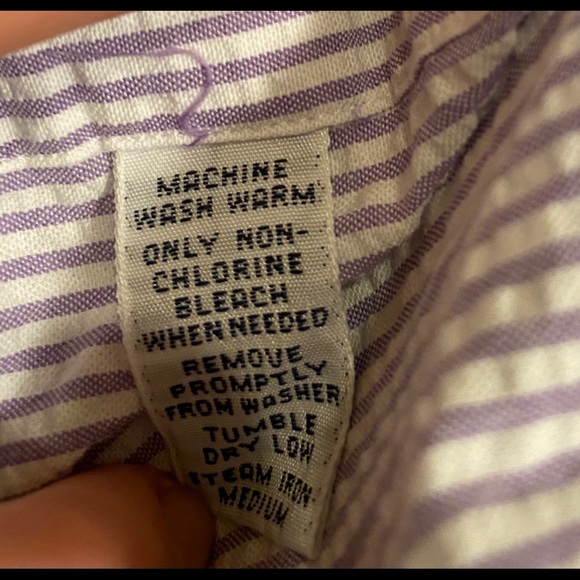 MACHINE
WASH WARM
ONLY NON-
CHLORINE
BLEACH
WHEN NEEDED
REMOVE
PROMPTLY
FROM WASHER
TUMBLE
DRY LOW
STEAM IRON
MEDIUM